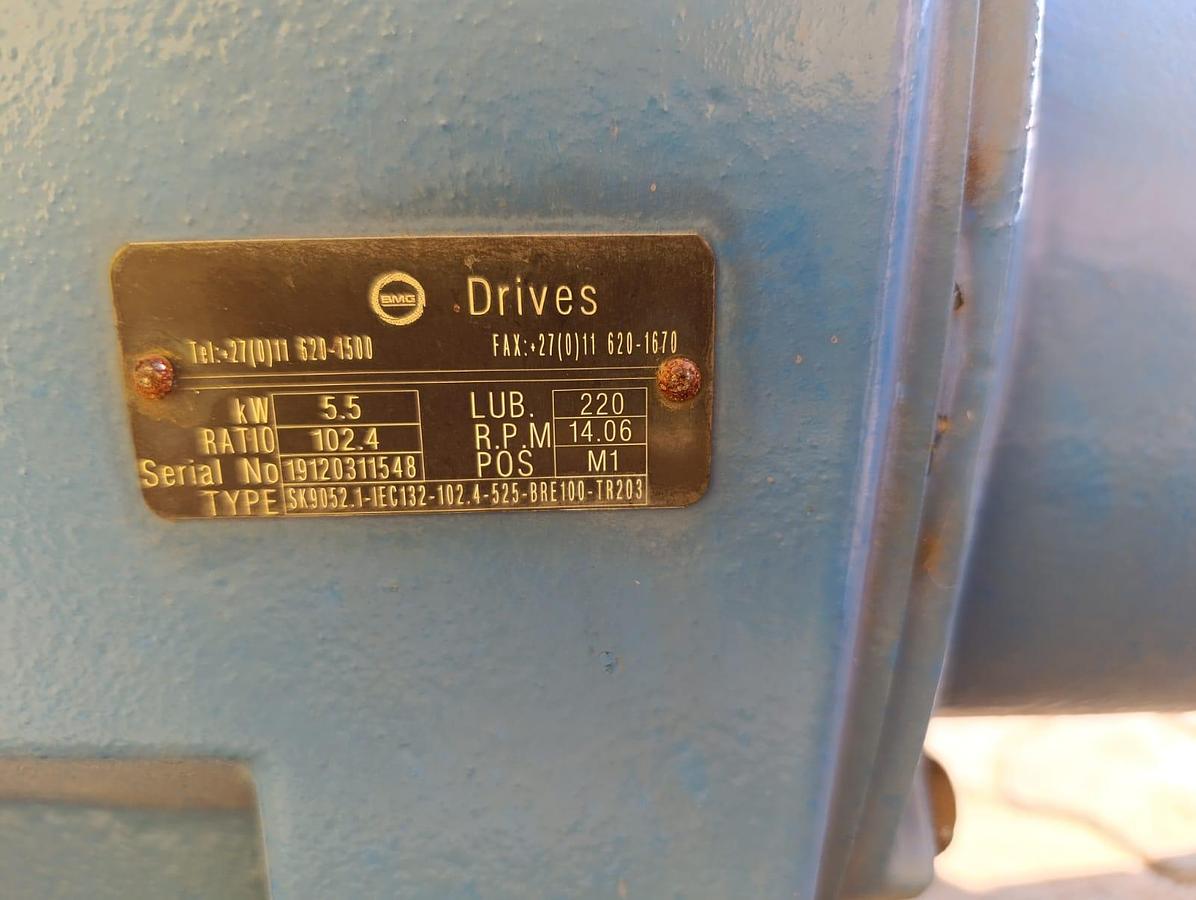 BMG Drives
Tel:+27(0)11 620-1500 FAX:+27(0)11 620-1670
kW 5.5 LUB. 220
RATIO 102.4 R.P.M 14.06
Serial No 19120311548 POS M1
TYPE SK9052.1-IEC132-102.4-525-BRE100-TR203